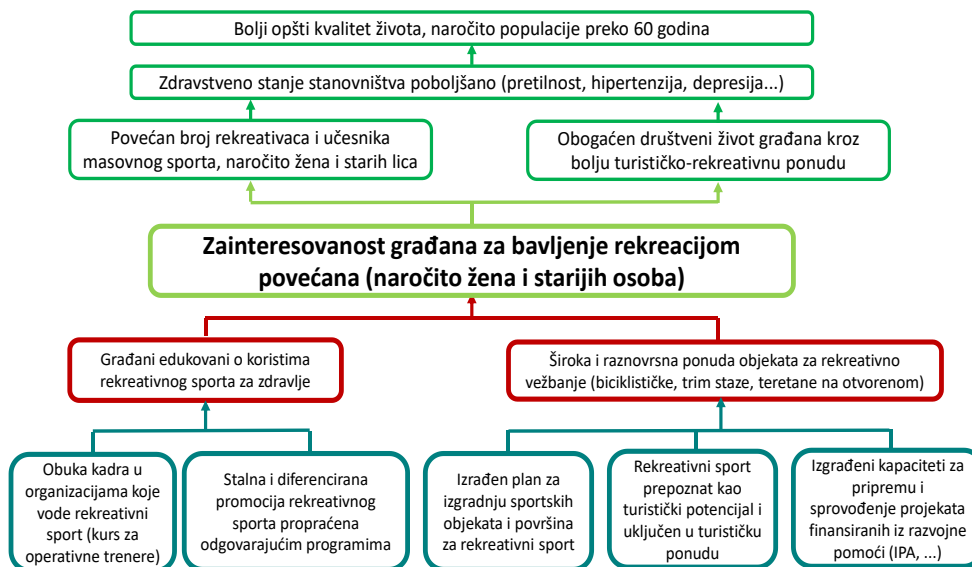 Bolji opšti kvalitet života, naročito populacije preko 60 godina
Zdravstveno stanje stanovništva poboljšano (pretilnost, hipertenzija, depresija...)
Povećan broj rekreativaca i učesnika
masovnog sporta, naročito žena i starih lica
Obogaćen društveni život građana kroz
bolju turističko-rekreativnu ponudu
Zainteresovanost građana za bavljenje rekreacijom
povećana (naročito žena i starijih osoba)
Građani edukovani o koristima
rekreativnog sporta za zdravlje
Široka i raznovrsna ponuda objekata za rekreativno
vežbanje (biciklističke, trim staze, teretane na otvorenom)
Obuka kadra u
organizacijama koje
vode rekreativni
sport (kurs za
operativne trenere)
Stalna i diferencirana
promocija rekreativnog
sporta propraćena
odgovarajućim programima
Izrađen plan za
izgradnju sportskih
objekata i površina
za rekreativni sport
Rekreativni sport
prepoznat kao
turistički potencijal i
uključen u turističku
ponudu
Izgrađeni kapaciteti za
pripremu i
sprovođenje projekata
finansiranih iz razvojne
pomoći (IPA, ...)